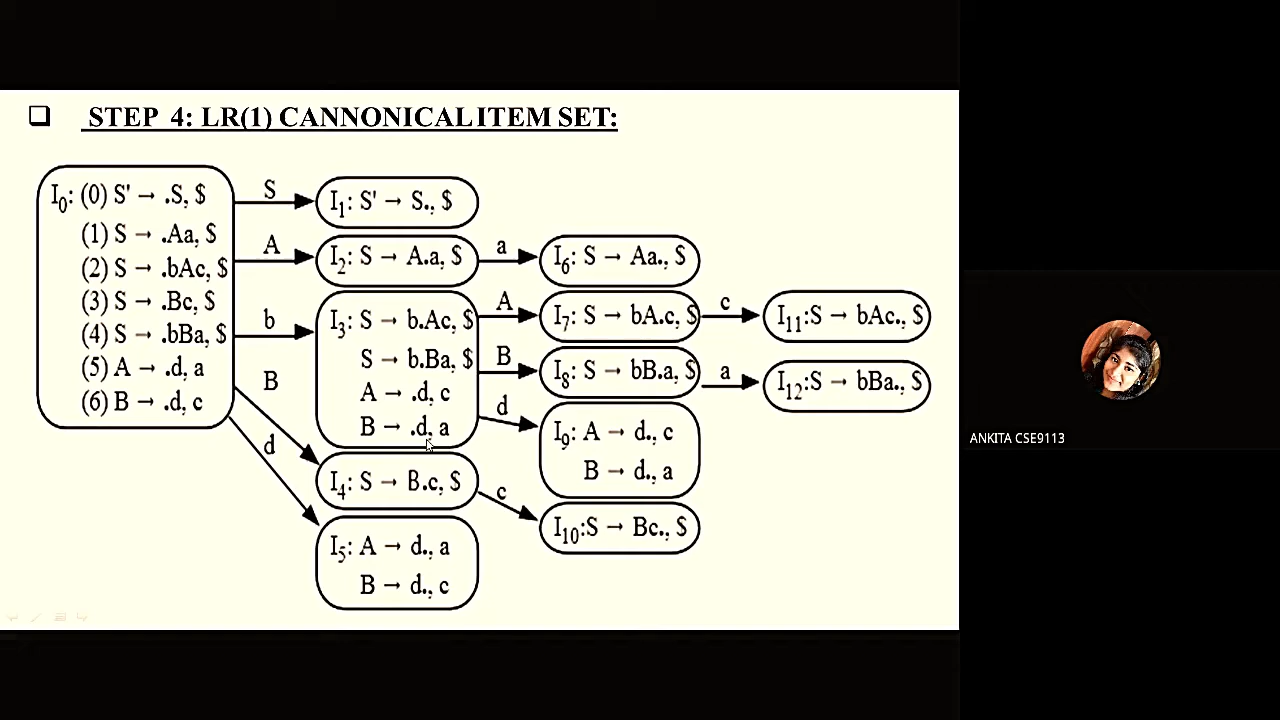 ❑ STEP 4: LR(1) CANNONICAL ITEM SET:
I0: (0) S' → .S, $
(1) S → .Aa, $
(2) S → .bAc, $
(3) S → .Bc, $
(4) S → .bBa, $
(5) A → .d, a
(6) B → .d, c
S
A
b
B
d
I1: S' → S., $
I2: S → A.a, $
I3: S → b.Ac, $
S → b.Ba, $
A → .d, c
B → .d, a
I4: S → B.c, $
I5: A → d., a
B → d., c
a
A
B
d
c
I6: S → Aa., $
I7: S → bA.c, $
I8: S → bB.a, $
I9: A → d., c
B → d., a
I10:S → Bc., $
c
a
I11:S → bAc., $
I12:S → bBa., $
ANKITA CSE9113